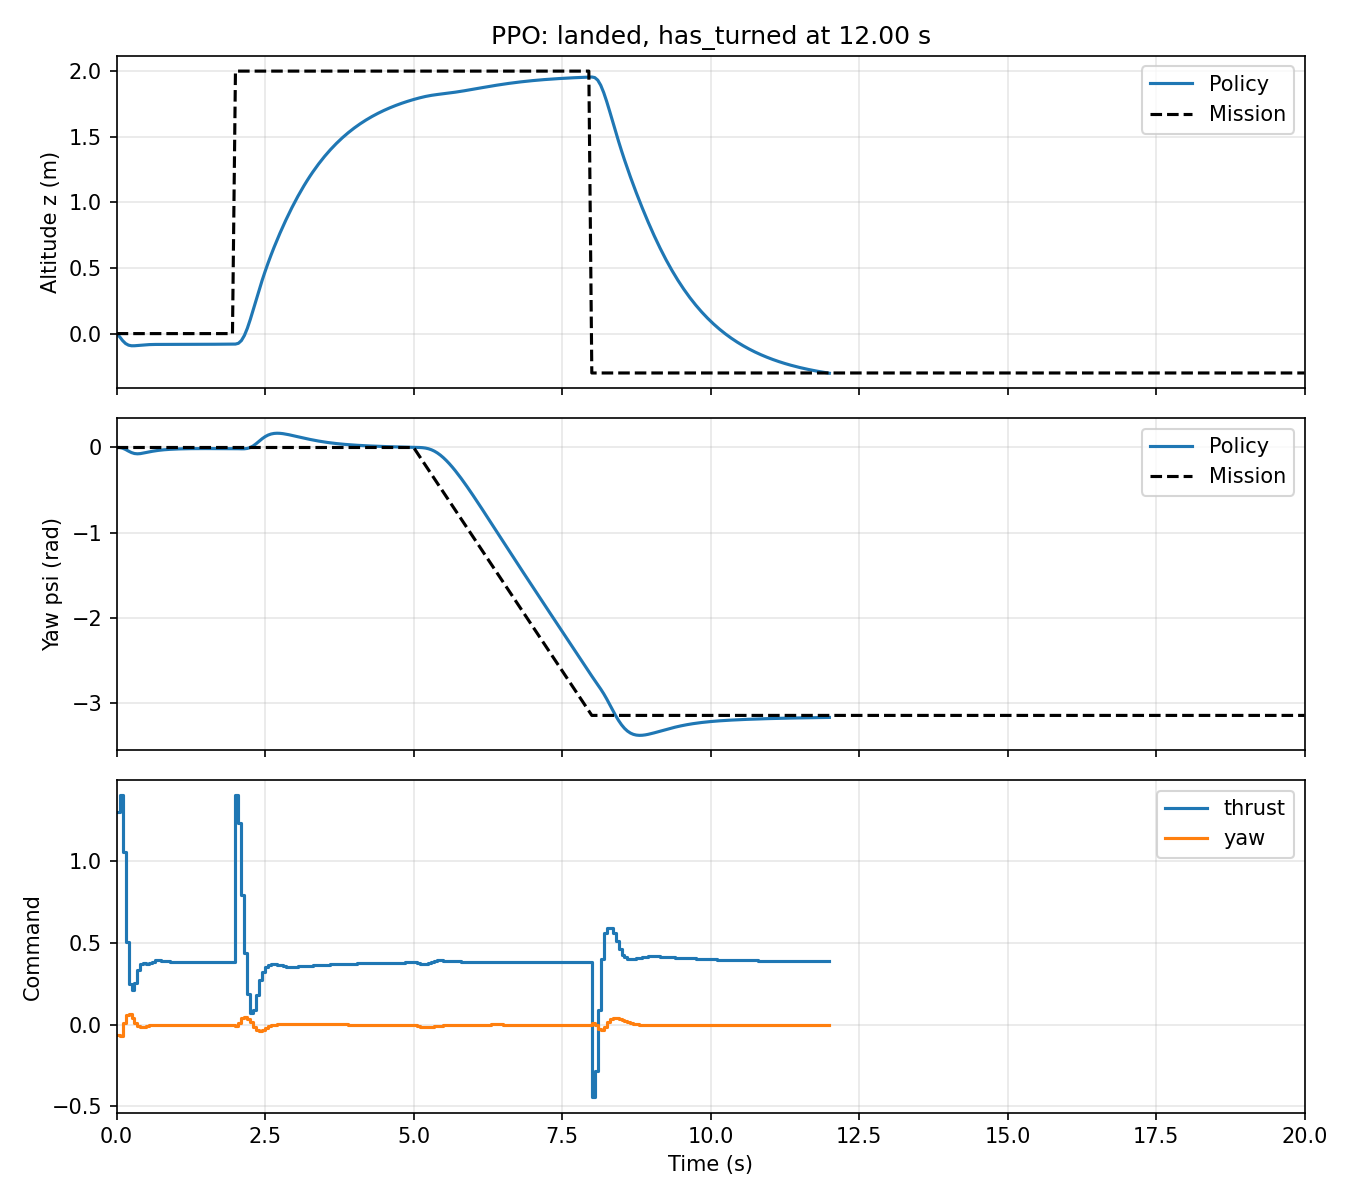 PPO: landed, has_turned at 12.00 s
2.0
1.5
1.0
0.5
0.0
Altitude z (m)
Policy
Mission
0
−1
−2
−3
Yaw psi (rad)
Policy
Mission
1.0
0.5
0.0
−0.5
Command
thrust
yaw
0.0 2.5 5.0 7.5 10.0 12.5 15.0 17.5 20.0
Time (s)